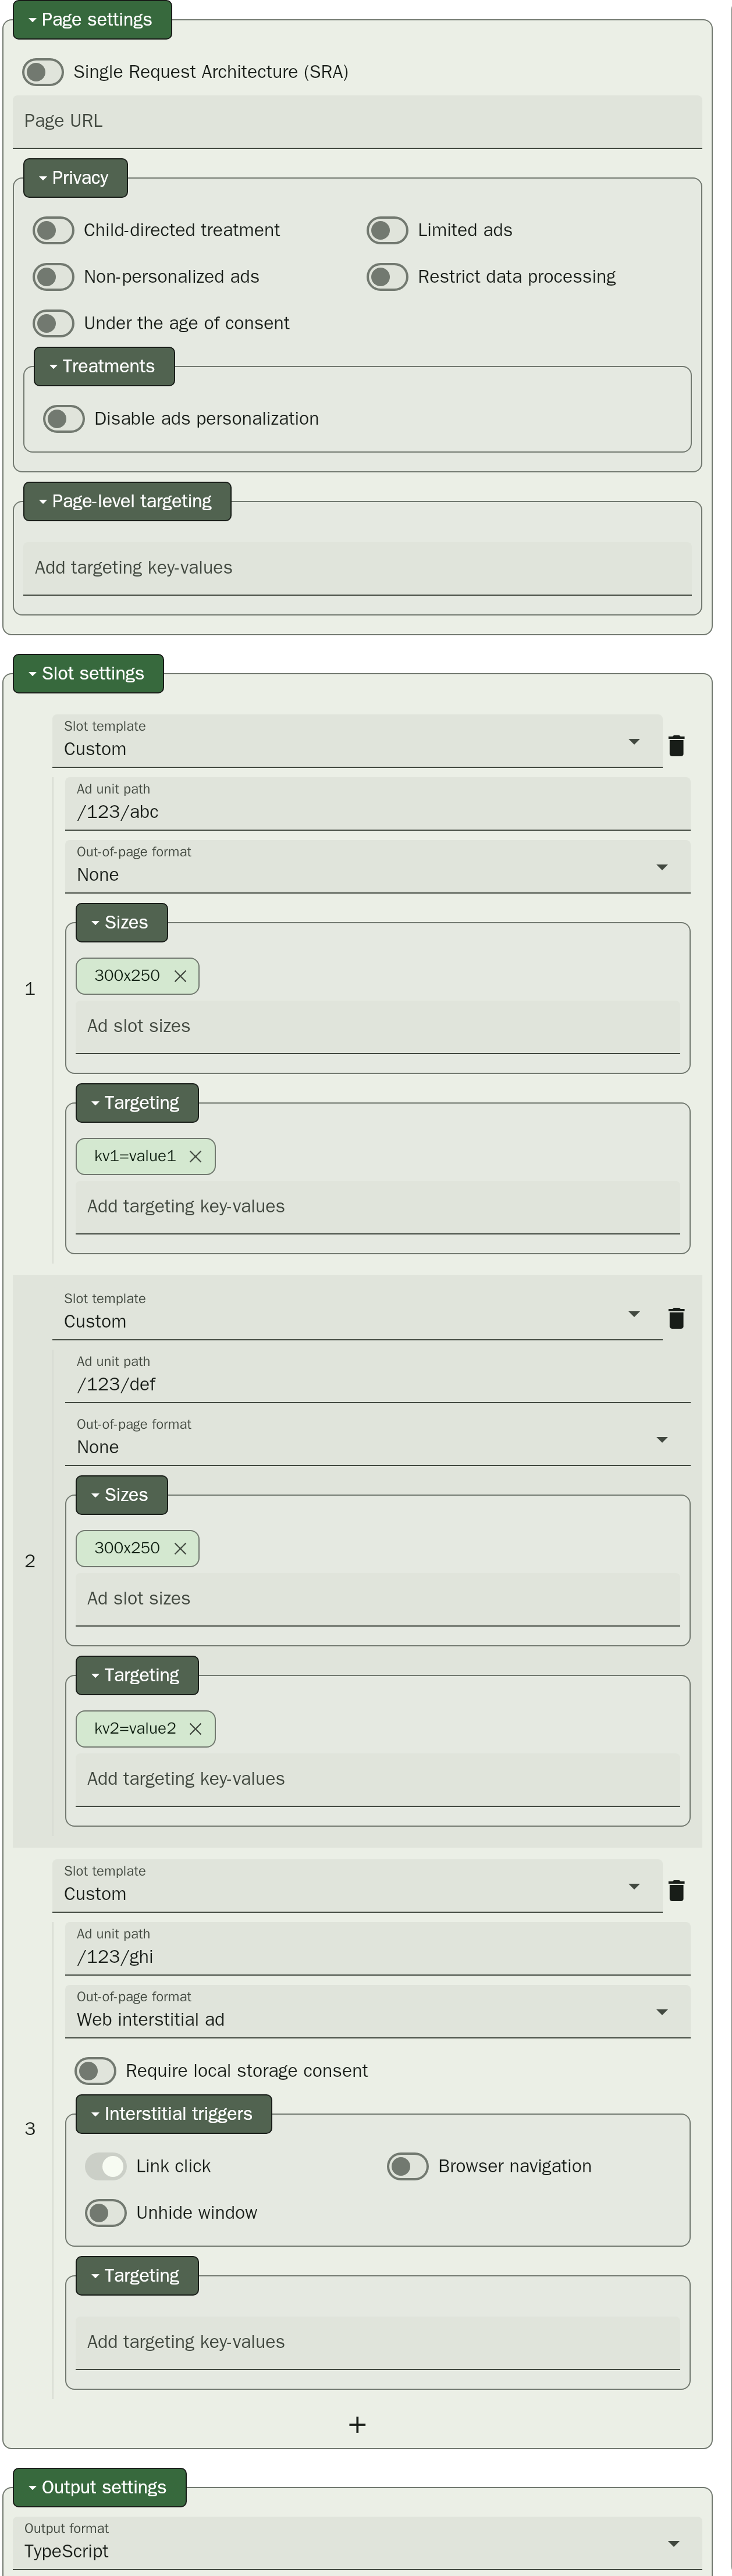 Page settings
Single Request Architecture (SRA)
Page URL
Privacy
Child-directed treatment
Limited ads
Non-personalized ads
Restrict data processing
Under the age of consent
Treatments
Disable ads personalization
Page-level targeting
Add targeting key-values
Slot settings
Slot template
Custom
Ad unit path
/123/abc
Out-of-page format
None
Sizes
300x250
1
Ad slot sizes
Targeting
kv1=value1
Add targeting key-values
Slot template
Custom
Ad unit path
/123/def
Out-of-page format
None
Sizes
300x250
2
Ad slot sizes
Targeting
kv2=value2
Add targeting key-values
Slot template
Custom
Ad unit path
/123/ghi
Out-of-page format
Web interstitial ad
Require local storage consent
Interstitial triggers
3
Link click
Browser navigation
Unhide window
Targeting
Add targeting key-values
Output settings
Output format
TypeScript